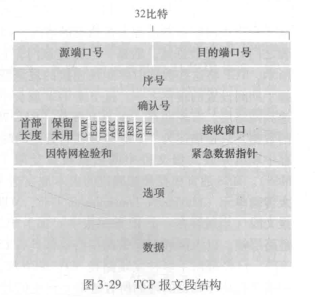 32比特
源端口号
目的端口号
序号
确认号
首部
长度
保留
未用
CWR
ECE
URG
ACK
PSH
RST
SYN
FIN
接收窗口
因特网检验和
紧急数据指针
选项
数据
图 3-29 TCP 报文段结构